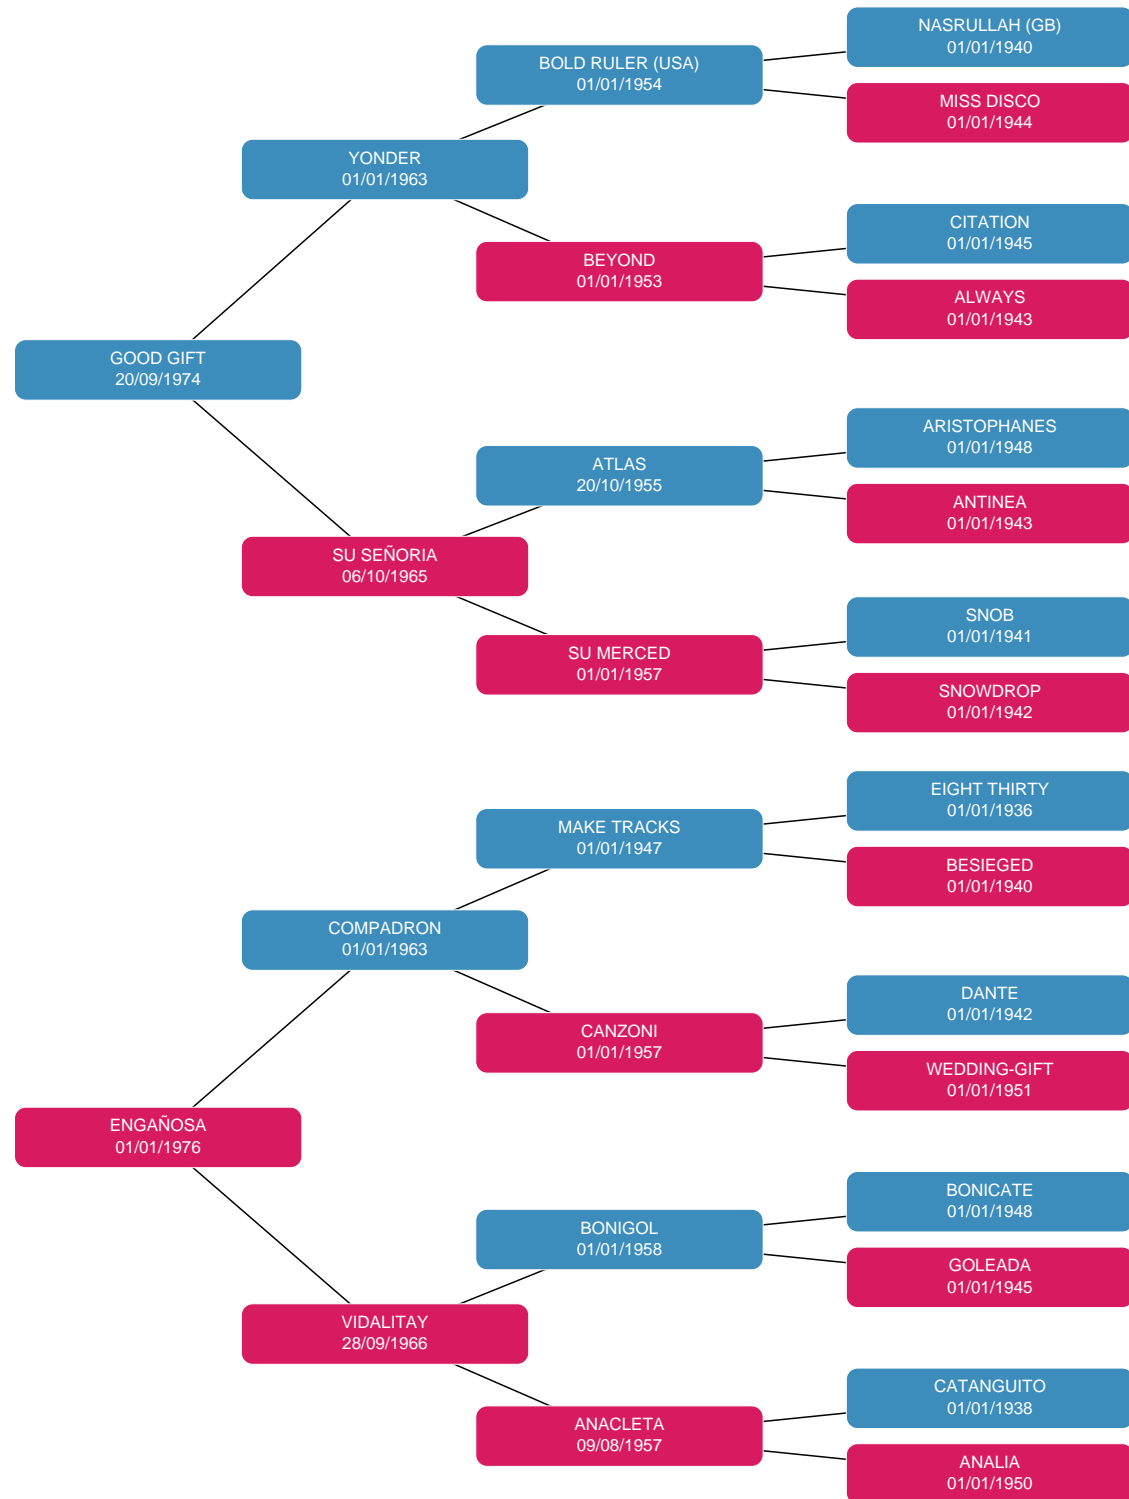 NASRULLAH (GB)
01/01/1940
BOLD RULER (USA)
01/01/1954
MISS DISCO
01/01/1944
YONDER
01/01/1963
CITATION
01/01/1945
BEYOND
01/01/1953
ALWAYS
01/01/1943
GOOD GIFT
20/09/1974
ARISTOPHANES
01/01/1948
ATLAS
20/10/1955
ANTINEA
01/01/1943
SU SEÑORIA
06/10/1965
SNOB
01/01/1941
SU MERCED
01/01/1957
SNOWDROP
01/01/1942
EIGHT THIRTY
01/01/1936
MAKE TRACKS
01/01/1947
BESIEGED
01/01/1940
COMPADRON
01/01/1963
DANTE
01/01/1942
CANZONI
01/01/1957
WEDDING-GIFT
01/01/1951
ENGAÑOSA
01/01/1976
BONICATE
01/01/1948
BONIGOL
01/01/1958
GOLEADA
01/01/1945
VIDALITAY
28/09/1966
CATANGUITO
01/01/1938
ANACLETA
09/08/1957
ANALIA
01/01/1950